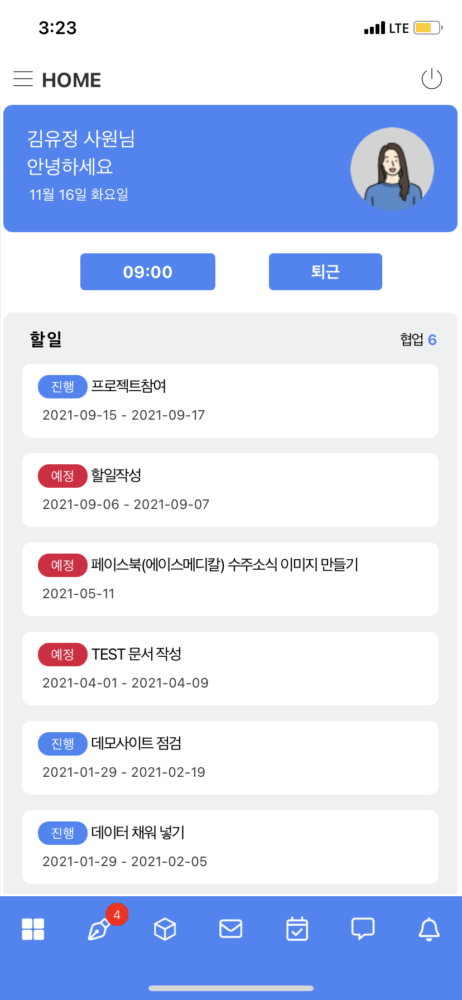 3:23 LTE
HOME
김유정 사원님
안녕하세요
11월 16일 화요일
09:00 퇴근
할일 협업 6
진행 프로젝트참여
2021-09-15 - 2021-09-17
예정 할일작성
2021-09-06 - 2021-09-07
예정 페이스북(에이스메디칼) 수주소식 이미지 만들기
2021-05-11
예정 TEST 문서 작성
2021-04-01 - 2021-04-09
진행 데모사이트 점검
2021-01-29 - 2021-02-19
진행 데이터 채워 넣기
2021-01-29 - 2021-02-05
4